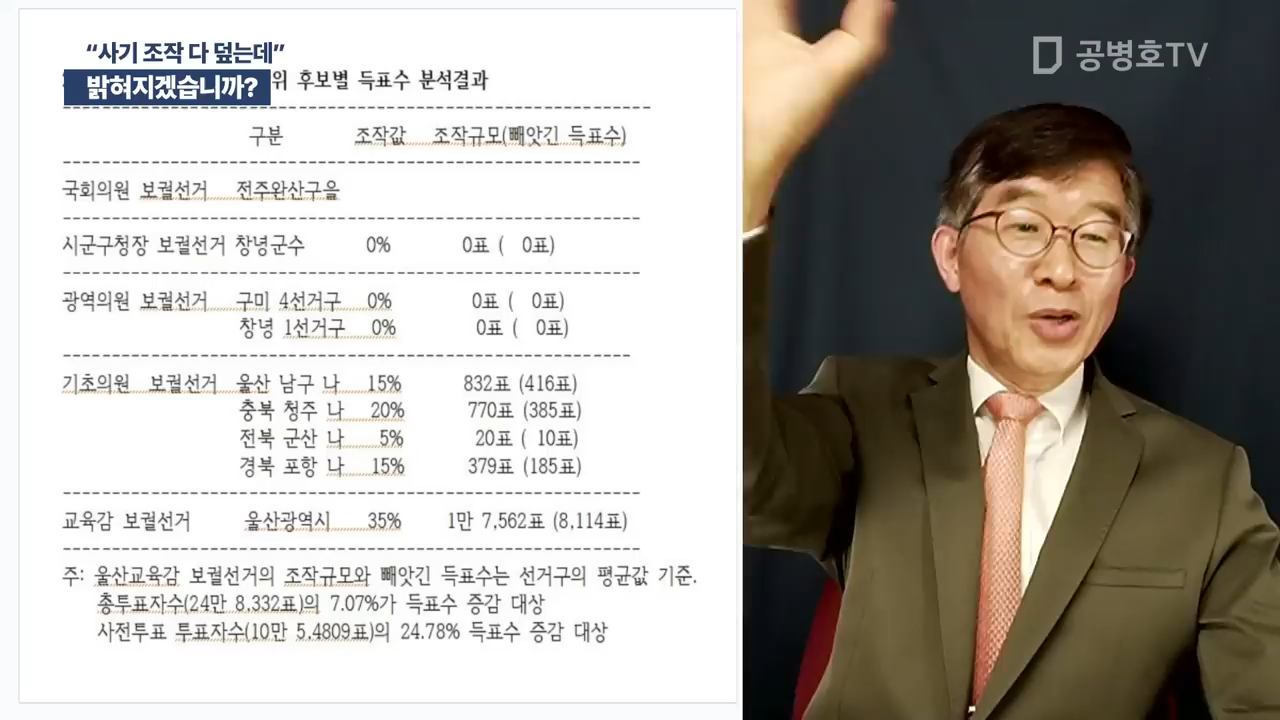 “사기 조작 다 덮는데”
밝혀지겠습니까?
공병호TV
위 후보별 득표수 분석결과
구분 조작값 조작규모(빼앗긴 득표수)
국회의원 보궐선거 전주완산구을
시군구청장 보궐선거 창녕군수 0% 0표 ( 0표)
광역의원 보궐선거 구미 4선거구 0% 0표 ( 0표)
창녕 1선거구 0% 0표 ( 0표)
기초의원 보궐선거 울산 남구 나 15% 832표 (416표)
충북 청주 나 20% 770표 (385표)
전북 군산 나 5% 20표 ( 10표)
경북 포항 나 15% 379표 (185표)
교육감 보궐선거 울산광역시 35% 1만 7,562표 (8,114표)
주: 울산교육감 보궐선거의 조작규모와 빼앗긴 득표수는 선거구의 평균값 기준.
총투표자수(24만 8,332표)의 7.07%가 득표수 증감 대상
사전투표 투표자수(10만 5,4809표)의 24.78% 득표수 증감 대상